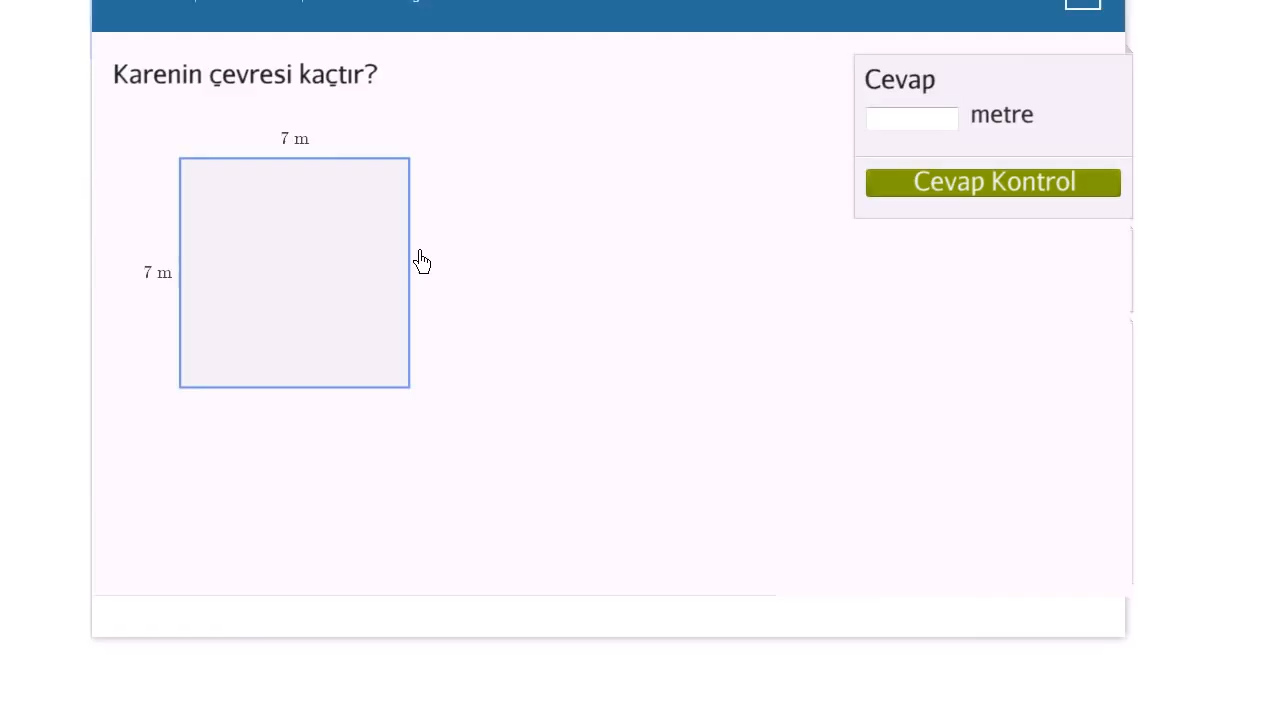 Karenin çevresi kaçtır?
Cevap
metre
Cevap Kontrol
7 m
7 m